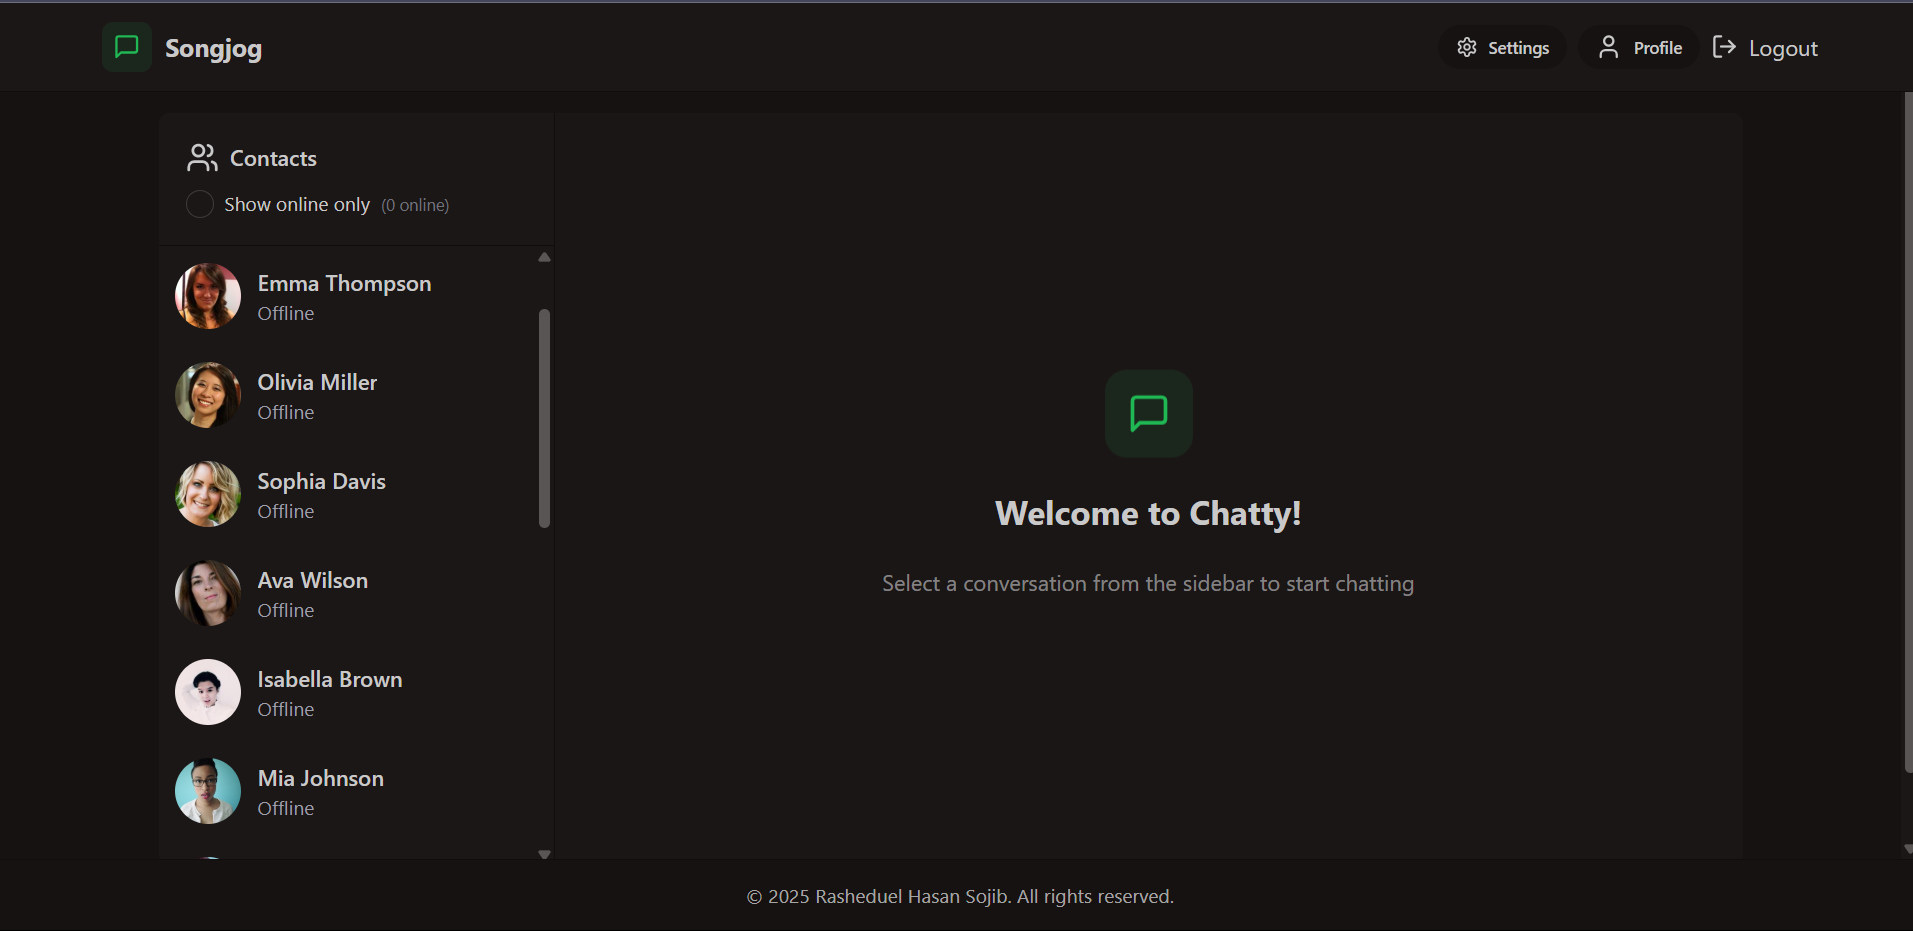 Songjog
Settings
Profile
Logout
Contacts
Show online only (0 online)
Emma Thompson
Offline
Olivia Miller
Offline
Sophia Davis
Offline
Ava Wilson
Offline
Isabella Brown
Offline
Mia Johnson
Offline
Welcome to Chatty!
Select a conversation from the sidebar to start chatting
© 2025 Rasheduel Hasan Sojib. All rights reserved.